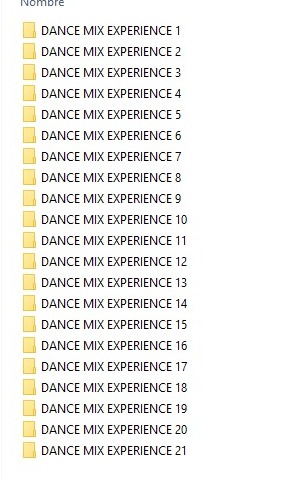 Nombre
DANCE MIX EXPERIENCE 1
DANCE MIX EXPERIENCE 2
DANCE MIX EXPERIENCE 3
DANCE MIX EXPERIENCE 4
DANCE MIX EXPERIENCE 5
DANCE MIX EXPERIENCE 6
DANCE MIX EXPERIENCE 7
DANCE MIX EXPERIENCE 8
DANCE MIX EXPERIENCE 9
DANCE MIX EXPERIENCE 10
DANCE MIX EXPERIENCE 11
DANCE MIX EXPERIENCE 12
DANCE MIX EXPERIENCE 13
DANCE MIX EXPERIENCE 14
DANCE MIX EXPERIENCE 15
DANCE MIX EXPERIENCE 16
DANCE MIX EXPERIENCE 17
DANCE MIX EXPERIENCE 18
DANCE MIX EXPERIENCE 19
DANCE MIX EXPERIENCE 20
DANCE MIX EXPERIENCE 21